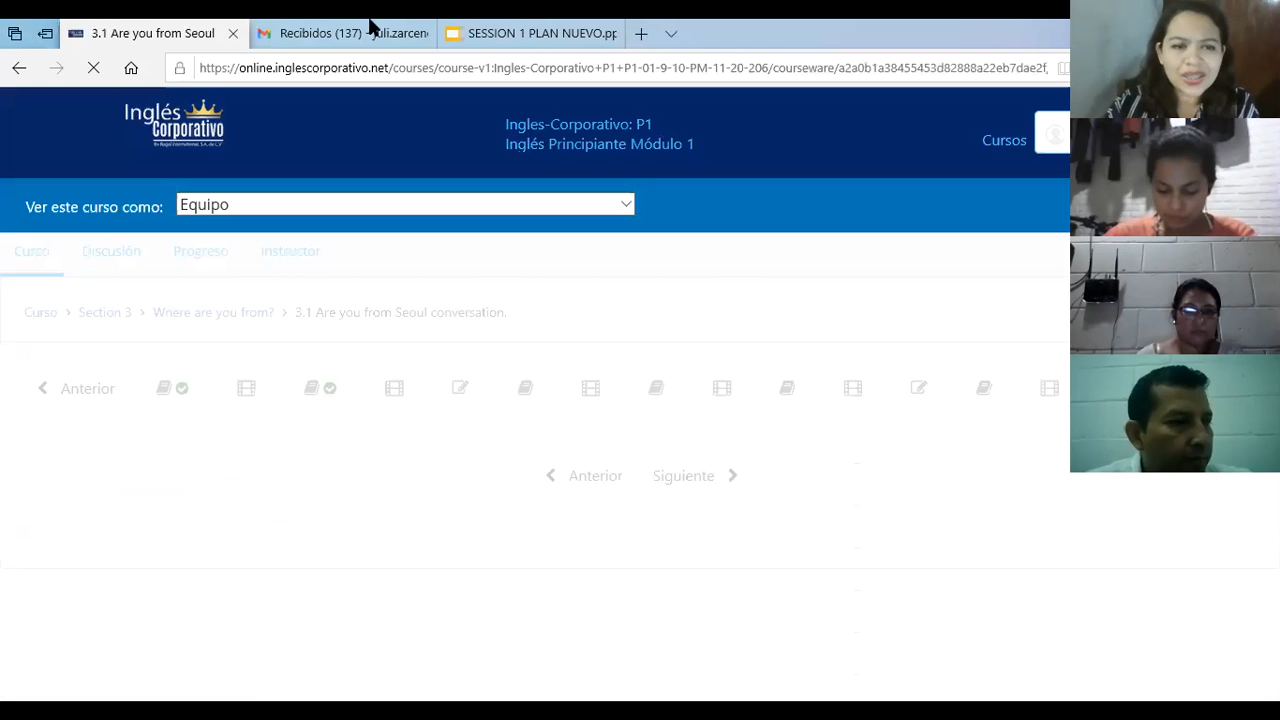 3.1 Are you from Seoul
Recibidos (137) - juli.zarcen
SESSION 1 PLAN NUEVO.pp
https://online.inglescorporativo.net/courses/course-v1:Ingles-Corporativo+P1+P1-01-9-10-PM-11-20-206/courseware/a2a0b1a38455453d82888a22eb7dae2f,
Inglés
Corporativo
Ingles-Corporativo: P1
Inglés Principiante Módulo 1
Cursos
Ver este curso como:
Equipo
Curso
Discusión
Progreso
Instructor
Curso > Section 3 > Where are you from? > 3.1 Are you from Seoul conversation.
Anterior
Anterior
Siguiente